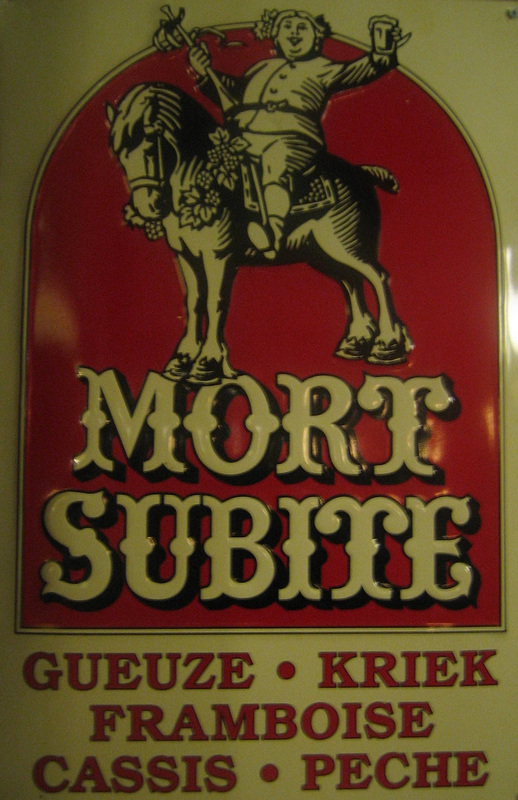 MORT
SUBITE
GUEUZE • KRIEK
FRAMBOISE
CASSIS • PECHE